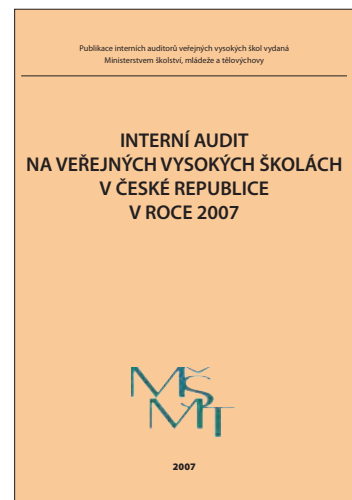 Publikace interních auditorů veřejných vysokých škol vydaná
Ministerstvem školství, mládeže a tělovýchovy
INTERNÍ AUDIT
NA VEŘEJNÝCH VYSOKÝCH ŠKOLÁCH
V ČESKÉ REPUBLICE
V ROCE 2007
MŠ
MT
2007